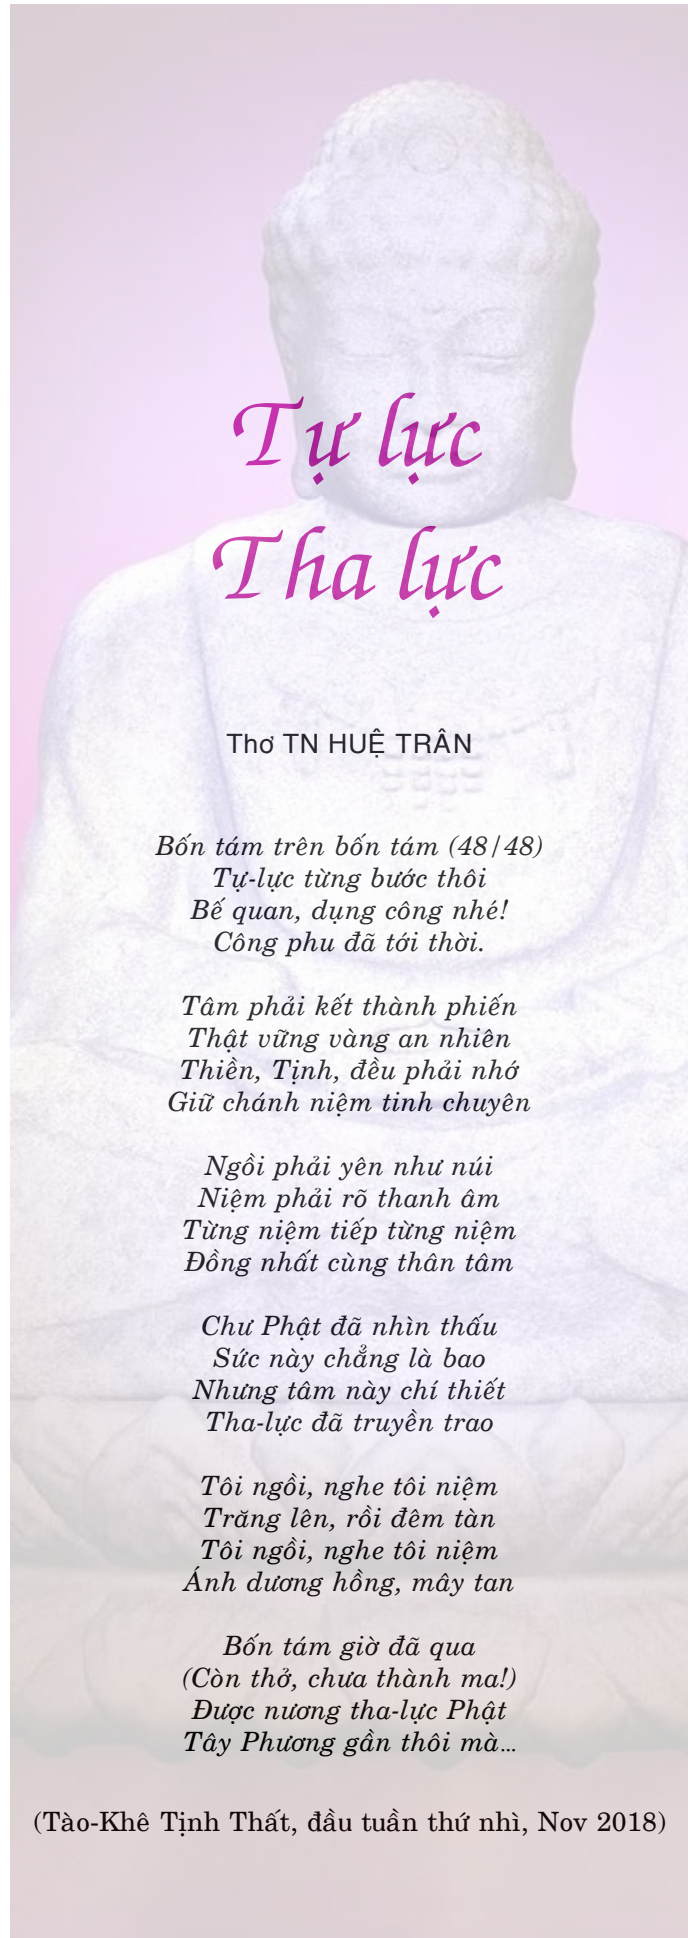 Tự lực
Tha lực
Thơ TN HUỆ TRÂN
Bốn tám trên bốn tám (48/48)
Tự-lực từng bước thôi
Bế quan, dụng công nhé!
Công phu đã tới thời.
Tâm phải kết thành phiến
Thật vững vàng an nhiên
Thiền, Tịnh, đều phải nhớ
Giữ chánh niệm tinh chuyên
Ngồi phải yên như núi
Niệm phải rõ thanh âm
Từng niệm tiếp từng niệm
Đồng nhất cùng thân tâm
Chư Phật đã nhìn thấu
Sức này chẳng là bao
Nhưng tâm này chí thiết
Tha-lực đã truyền trao
Tôi ngồi, nghe tôi niệm
Trăng lên, rồi đêm tàn
Tôi ngồi, nghe tôi niệm
Ánh dương hồng, mây tan
Bốn tám giờ đã qua
(Còn thở, chưa thành ma!)
Được nương tha-lực Phật
Tây Phương gần thôi mà...
(Tào-Khê Tịnh Thất, đầu tuần thứ nhì, Nov 2018)